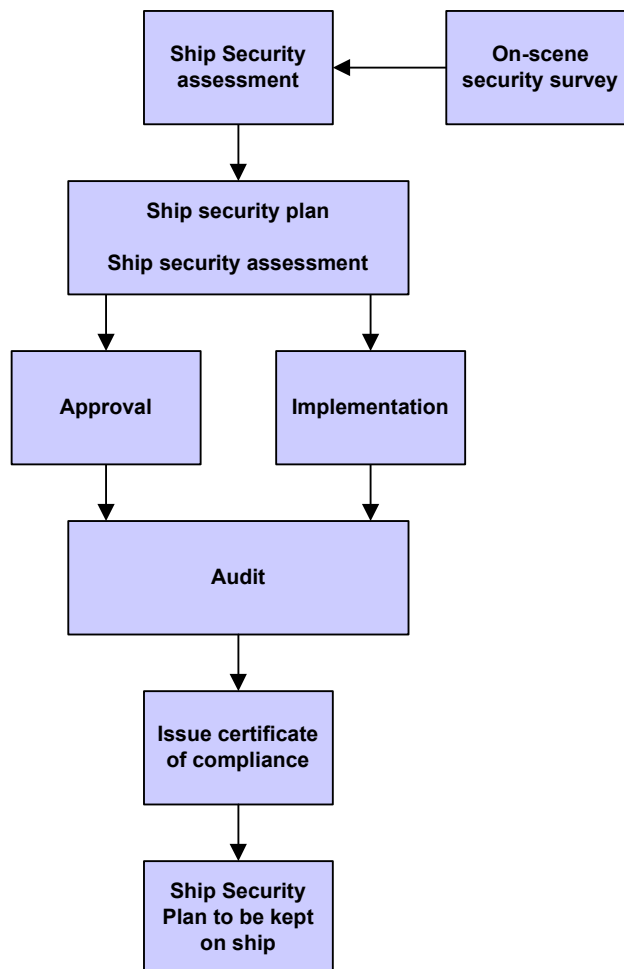 Ship Security
assessment
On-scene
security survey
Ship security plan
Ship security assessment
Approval
Implementation
Audit
Issue certificate
of compliance
Ship Security
Plan to be kept
on ship